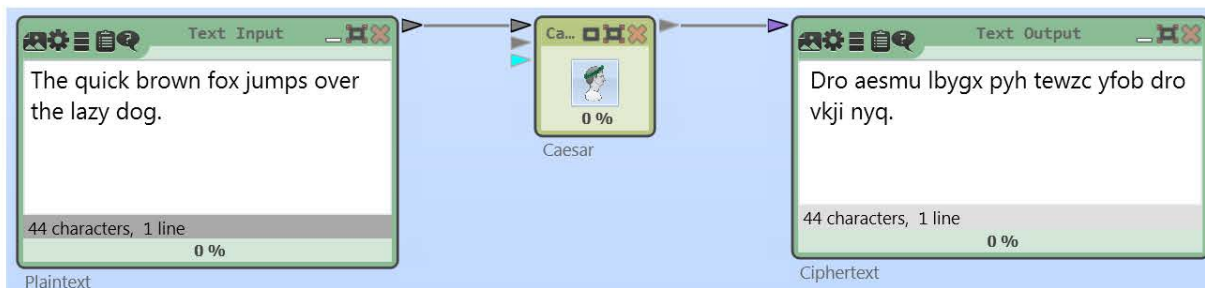 Text Input
The quick brown fox jumps over
the lazy dog.
44 characters, 1 line
0 %
Plaintext
Ca...
0 %
Caesar
Text Output
Dro aesmu lbygx pyh tewzc yfob dro
vkji nyq.
44 characters, 1 line
0 %
Ciphertext